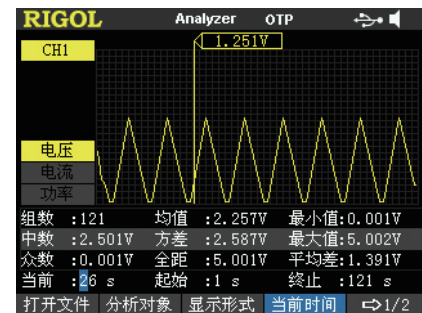 RIGOL Analyzer OTP
CH1
1.251V
电压
电流
功率
组数 :121 均值 :2.257V 最小值:0.001V
中数 :2.501V 方差 :2.587V 最大值:5.002V
众数 :0.001V 全距 :5.001V 平均差:1.391V
当前 :26 s 起始 :1 s 终止 :121 s
打开文件 分析对象 显示形式 当前时间 ⇨1/2